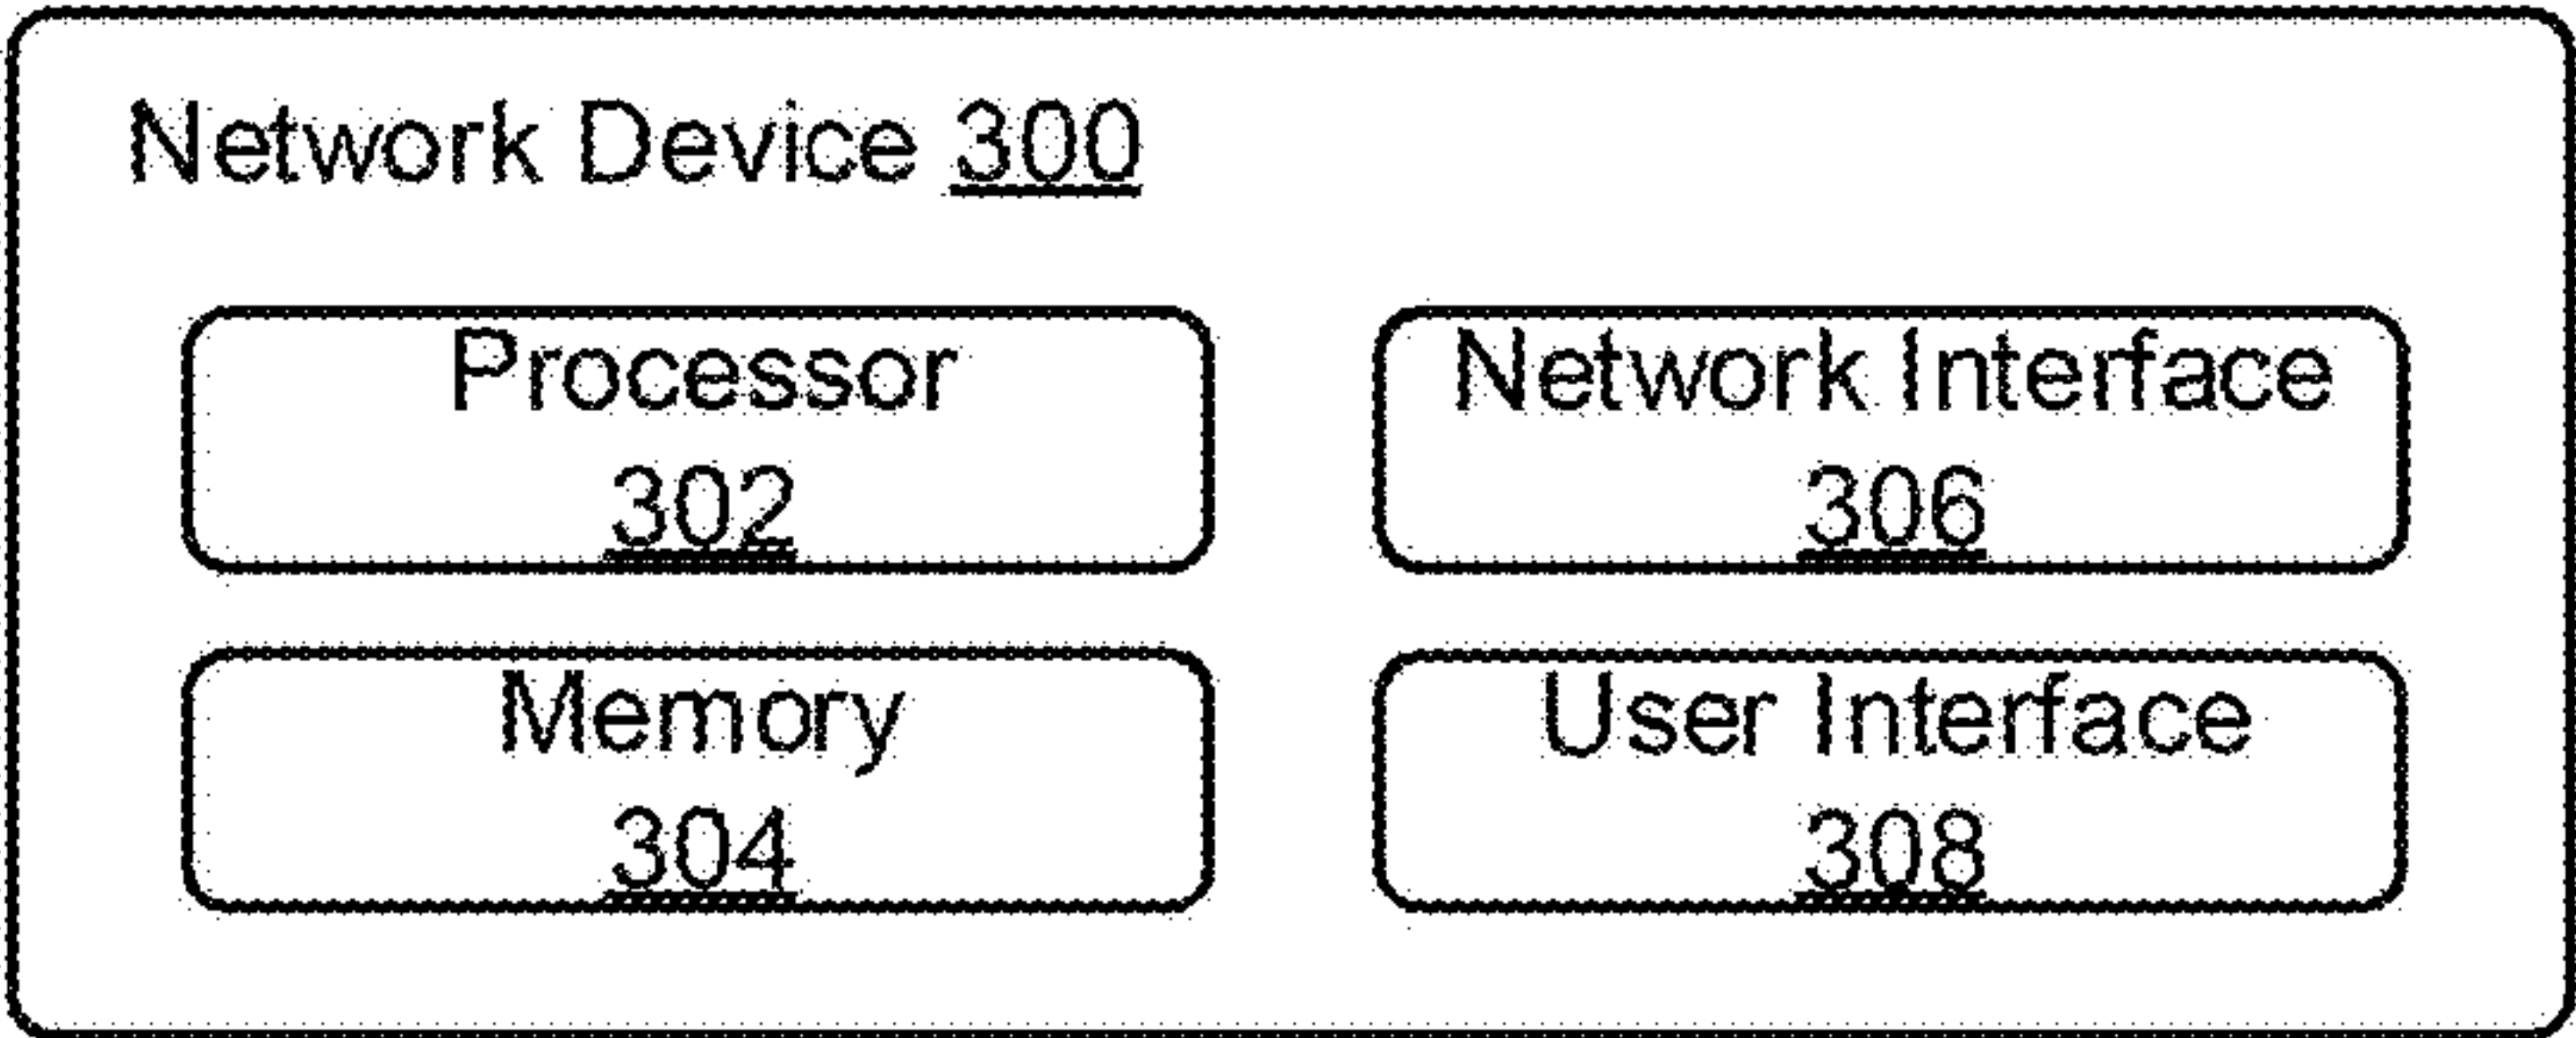 Network Device 300
Processor
302
Network Interface
306
Memory
304
User Interface
308